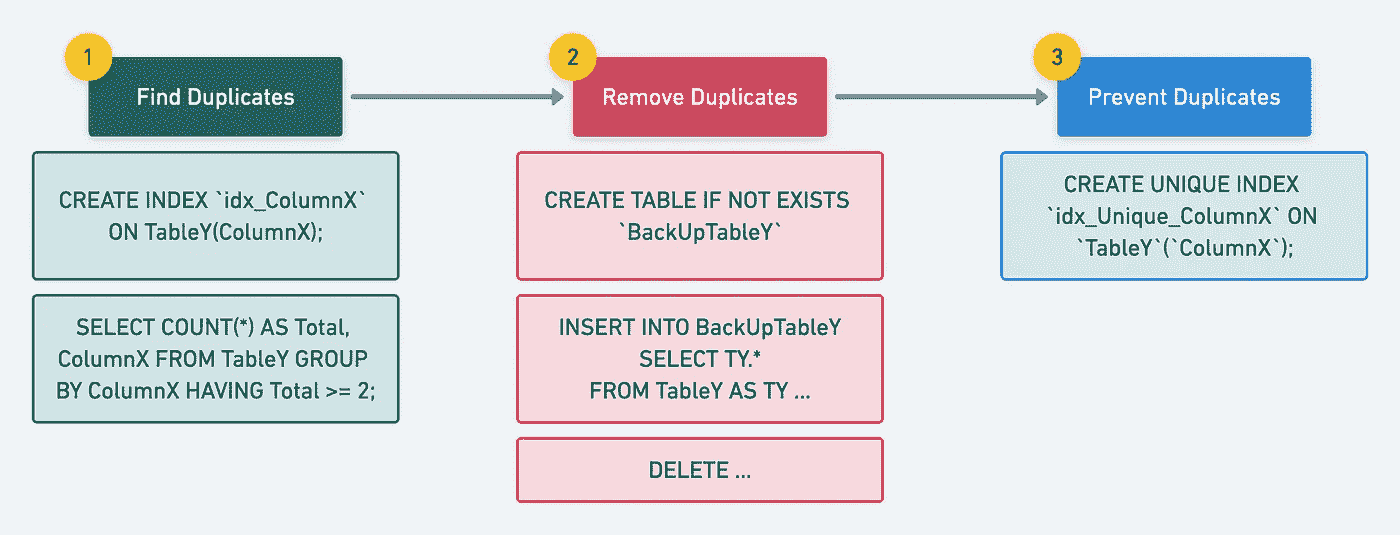 1
Find Duplicates
CREATE INDEX `idx_ColumnX`
ON TableY(ColumnX);
SELECT COUNT(*) AS Total,
ColumnX FROM TableY GROUP
BY ColumnX HAVING Total >= 2;
2
Remove Duplicates
CREATE TABLE IF NOT EXISTS
`BackUpTableY`
INSERT INTO BackUpTableY
SELECT TY.*
FROM TableY AS TY ...
DELETE ...
3
Prevent Duplicates
CREATE UNIQUE INDEX
`idx_Unique_ColumnX` ON
`TableY`(`ColumnX`);